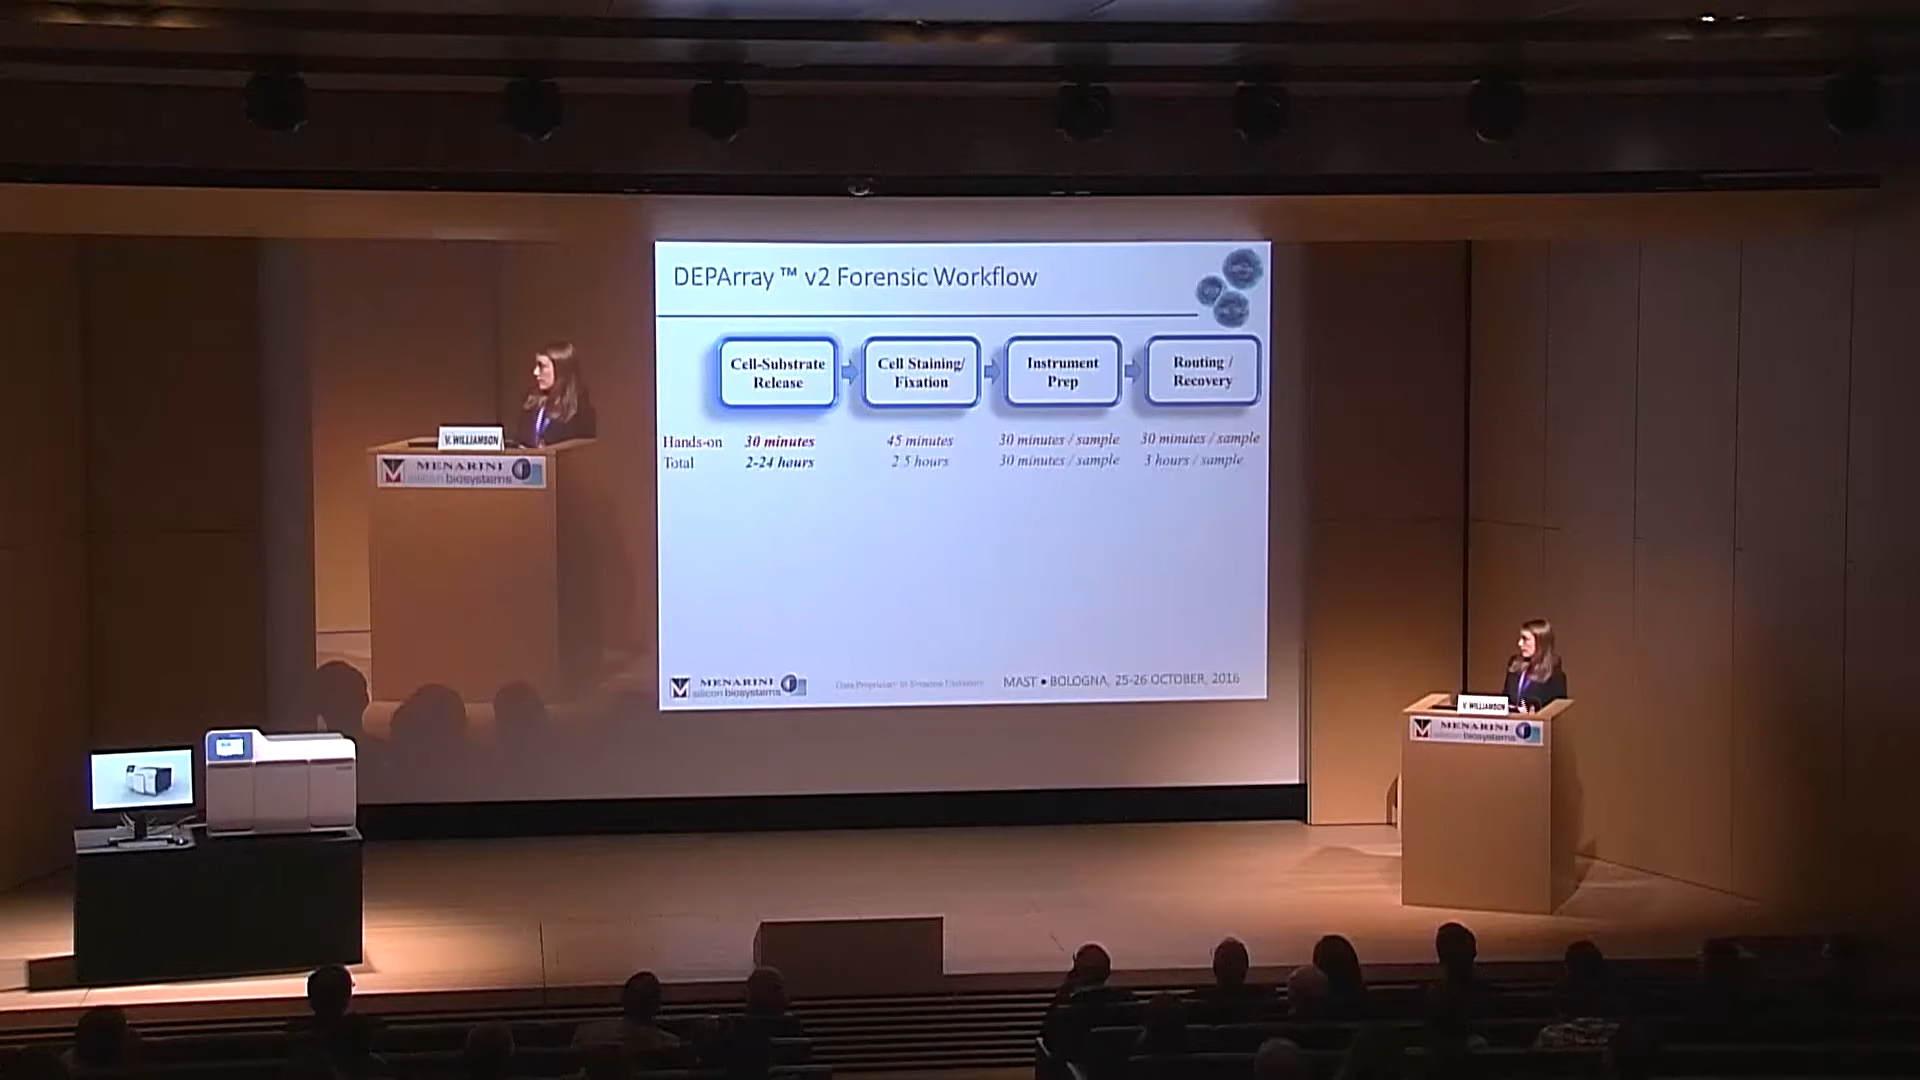 DEPArray ™ v2 Forensic Workflow
Cell-Substrate
Release
Cell Staining/
Fixation
Instrument
Prep
Routing /
Recovery
Hands-on 30 minutes 45 minutes 30 minutes / sample 30 minutes / sample
Total 2-24 hours 2.5 hours 30 minutes / sample 3 hours / sample
MENARINI
silicon biosystems
MAST • BOLOGNA, 25-26 OCTOBER, 2016
V. WILLIAMSON
MENARINI
silicon biosystems
V. WILLIAMSON
MENARINI
silicon biosystems